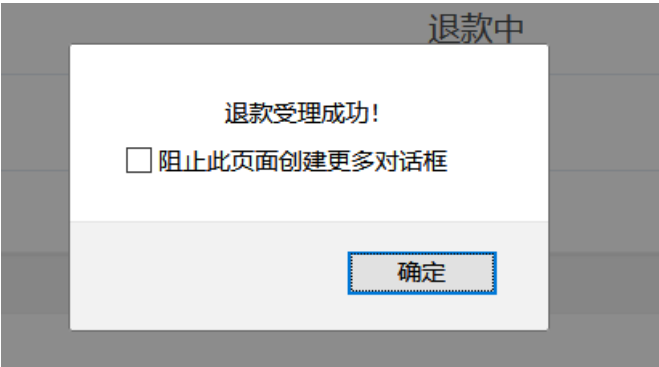 退款中
退款受理成功!
阻止此页面创建更多对话框
确定